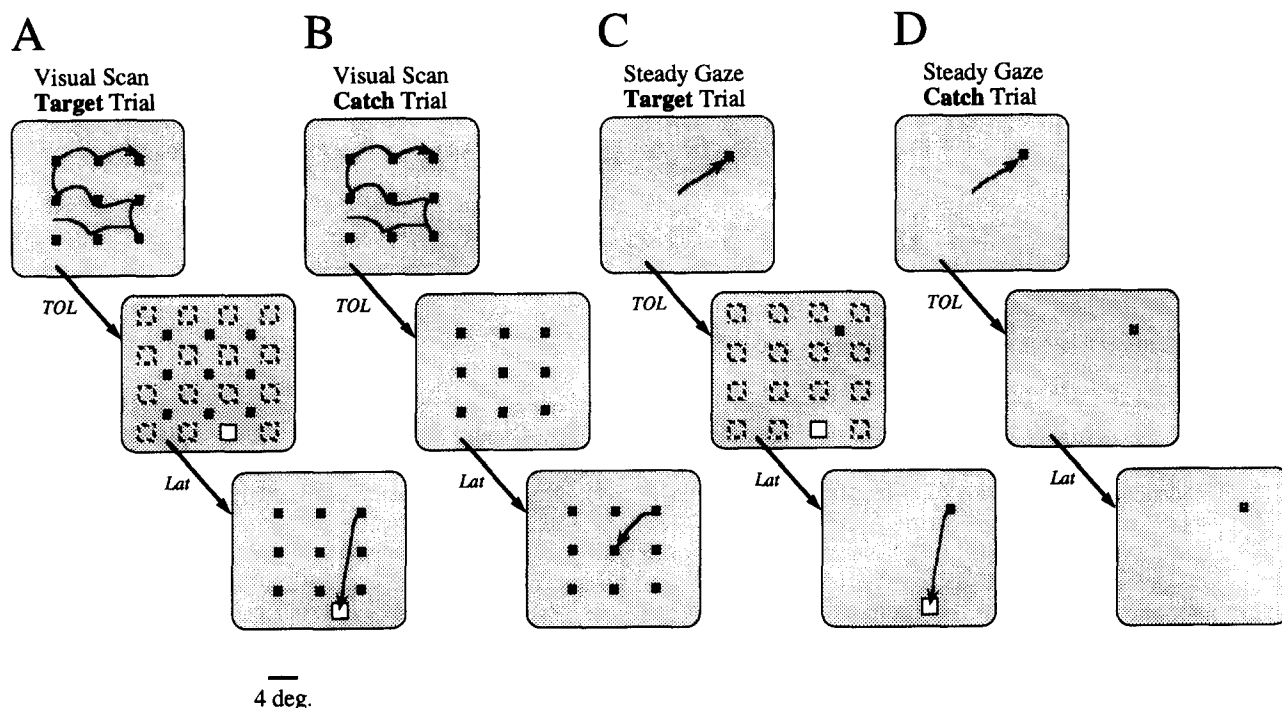 A
B
C
D
Visual Scan
Target Trial
Visual Scan
Catch Trial
Steady Gaze
Target Trial
Steady Gaze
Catch Trial
TOL
TOL
TOL
TOL
Lat
Lat
Lat
Lat
4 deg.